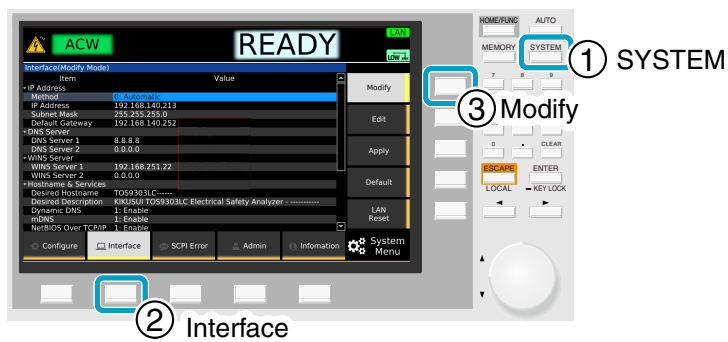 HOME/FUNC AUTO
LAN
ACW READY
LOW
MEMORY SYSTEM
① SYSTEM
Interface(Modify Mode)
Item Value
7 8 9
IP Address
Method 0: Automatic
IP Address 192.168.140.213
Subnet Mask 255.255.255.0
Default Gateway 192.168.140.252
DNS Server
DNS Server 1 8.8.8.8
DNS Server 2 0.0.0.0
WINS Server
WINS Server 1 192.168.251.22
WINS Server 2 0.0.0.0
Hostname & Services
Desired Hostname TOS9303LC------
Desired Description KIKUSUI TOS9303LC Electrical Safety Analyzer - -----------
Dynamic DNS 1: Enable
mDNS 1: Enable
NetBIOS Over TCP/IP 1: Enable
Modify
③ Modify
Edit
Apply
0 . CLEAR
Default
ESCAPE ENTER
LOCAL KEY LOCK
LAN
Reset
Configure Interface SCPI Error Admin Infomation System
Menu
② Interface